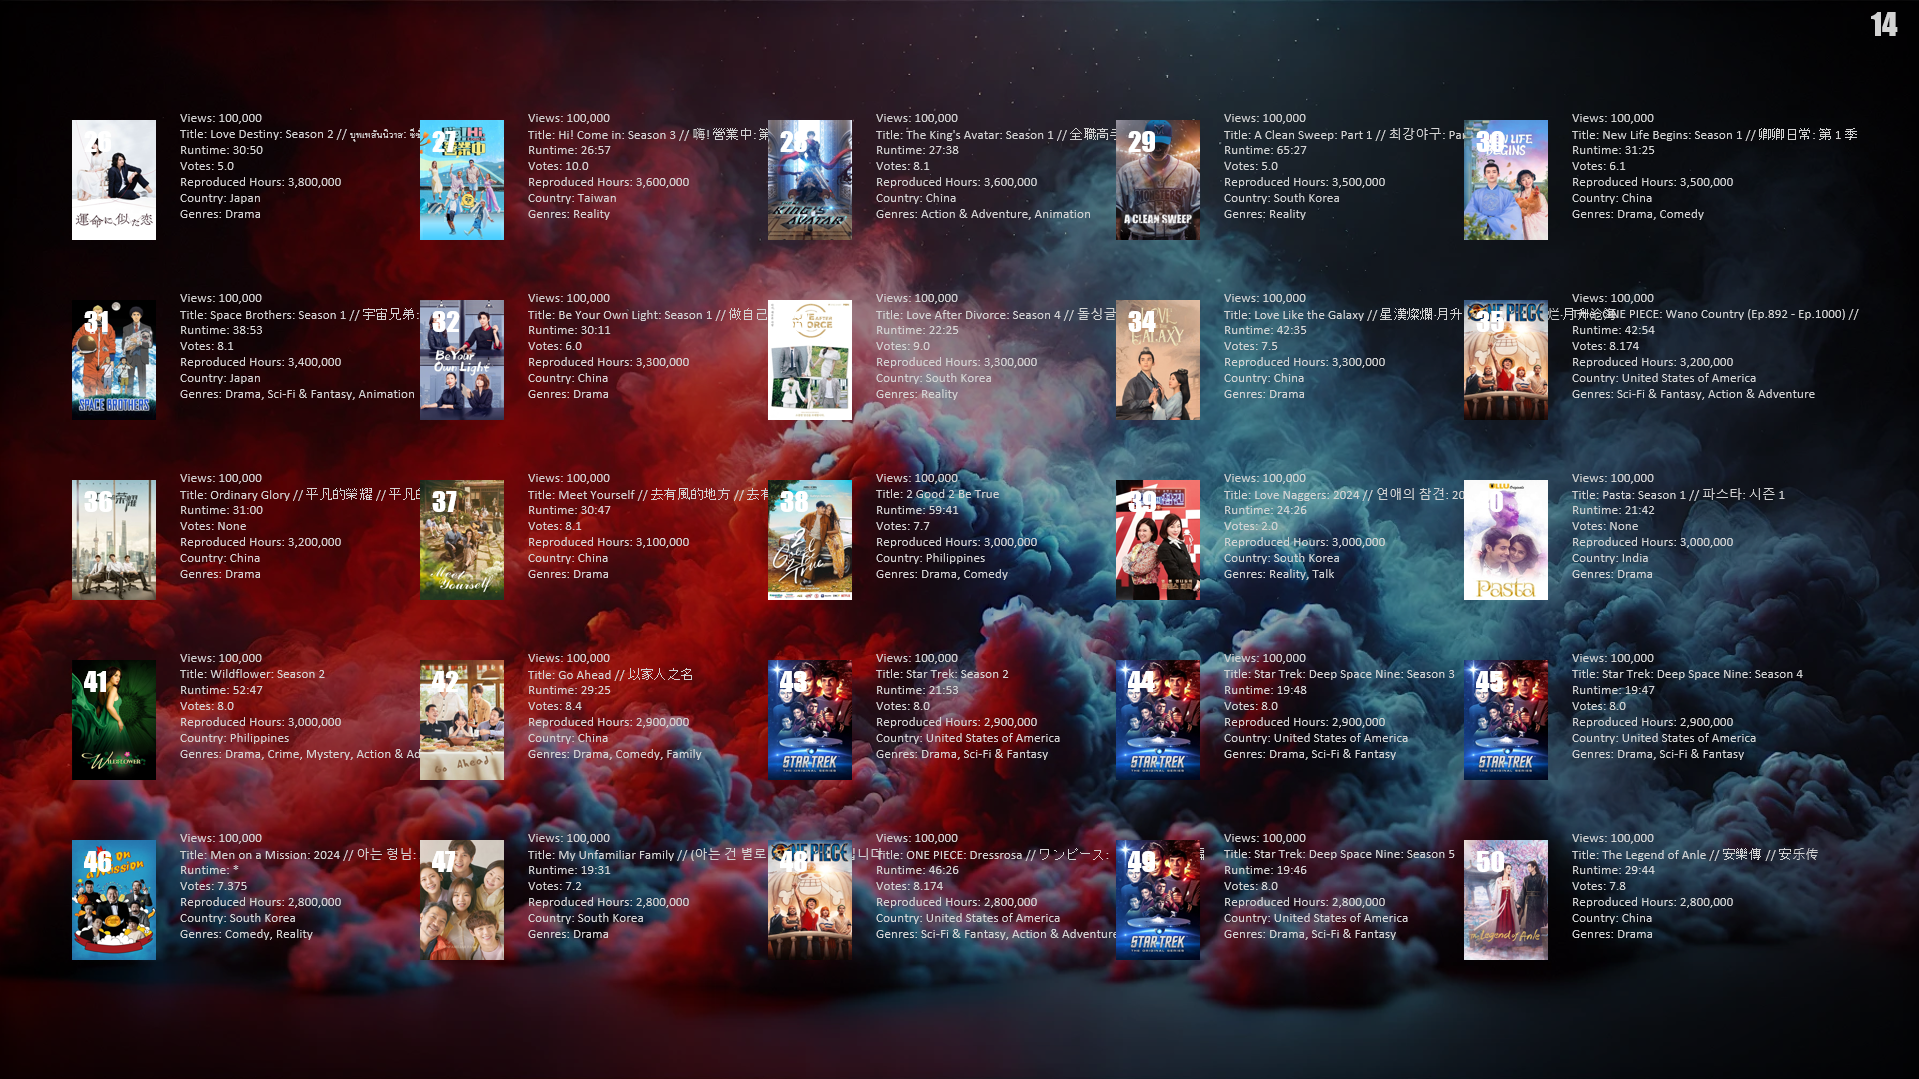 14
26
Views: 100,000
Title: Love Destiny: Season 2 // บุพเพสันนิวาส:
Runtime: 30:50
Votes: 5.0
Reproduced Hours: 3,800,000
Country: Japan
Genres: Drama
運命に、似た恋
27
Views: 100,000
Title: Hi! Come in: Season 3 // 嗨! 營業中: 第
Runtime: 26:57
Votes: 10.0
Reproduced Hours: 3,600,000
Country: Taiwan
Genres: Reality
28
Views: 100,000
Title: The King's Avatar: Season 1 // 全職高手
Runtime: 27:38
Votes: 8.1
Reproduced Hours: 3,600,000
Country: China
Genres: Action & Adventure, Animation
KING'S AVATAR
29
Views: 100,000
Title: A Clean Sweep: Part 1 // 최강야구: Par
Runtime: 65:27
Votes: 5.0
Reproduced Hours: 3,500,000
Country: South Korea
Genres: Reality
MONSTERS
A CLEAN SWEEP
30
Views: 100,000
Title: New Life Begins: Season 1 // 卿卿日常: 第 1 季
Runtime: 31:25
Votes: 6.1
Reproduced Hours: 3,500,000
Country: China
Genres: Drama, Comedy
LIFE
BEGINS
31
Views: 100,000
Title: Space Brothers: Season 1 // 宇宙兄弟:
Runtime: 38:53
Votes: 8.1
Reproduced Hours: 3,400,000
Country: Japan
Genres: Drama, Sci-Fi & Fantasy, Animation
SPACE BROTHERS
32
Views: 100,000
Title: Be Your Own Light: Season 1 // 做自己
Runtime: 30:11
Votes: 6.0
Reproduced Hours: 3,300,000
Country: China
Genres: Drama
Be Your
Own Light
Views: 100,000
Title: Love After Divorce: Season 4 // 돌싱글
Runtime: 22:25
Votes: 9.0
Reproduced Hours: 3,300,000
Country: South Korea
Genres: Reality
34
Views: 100,000
Title: Love Like the Galaxy // 星漢燦爛·月升
Runtime: 42:35
Votes: 7.5
Reproduced Hours: 3,300,000
Country: China
Genres: Drama
GALAXY
35
Views: 100,000
ONE PIECE: Wano Country (Ep.892 - Ep.1000) //
Runtime: 42:54
Votes: 8.174
Reproduced Hours: 3,200,000
Country: United States of America
Genres: Sci-Fi & Fantasy, Action & Adventure
ONE PIECE
36
Views: 100,000
Title: Ordinary Glory // 平凡的榮耀 // 平凡的
Runtime: 31:00
Votes: None
Reproduced Hours: 3,200,000
Country: China
Genres: Drama
37
Views: 100,000
Title: Meet Yourself // 去有風的地方 // 去有
Runtime: 30:47
Votes: 8.1
Reproduced Hours: 3,100,000
Country: China
Genres: Drama
Meet Yourself
38
Views: 100,000
Title: 2 Good 2 Be True
Runtime: 59:41
Votes: 7.7
Reproduced Hours: 3,000,000
Country: Philippines
Genres: Drama, Comedy
39
Views: 100,000
Title: Love Naggers: 2024 // 연애의 참견: 20
Runtime: 24:26
Votes: 2.0
Reproduced Hours: 3,000,000
Country: South Korea
Genres: Reality, Talk
Views: 100,000
Title: Pasta: Season 1 // 파스타: 시즌 1
Runtime: 21:42
Votes: None
Reproduced Hours: 3,000,000
Country: India
Genres: Drama
Pasta
41
Views: 100,000
Title: Wildflower: Season 2
Runtime: 52:47
Votes: 8.0
Reproduced Hours: 3,000,000
Country: Philippines
Genres: Drama, Crime, Mystery, Action & Ad
WILDFLOWER
42
Views: 100,000
Title: Go Ahead // 以家人之名
Runtime: 29:25
Votes: 8.4
Reproduced Hours: 2,900,000
Country: China
Genres: Drama, Comedy, Family
Go Ahead
43
Views: 100,000
Title: Star Trek: Season 2
Runtime: 21:53
Votes: 8.0
Reproduced Hours: 2,900,000
Country: United States of America
Genres: Drama, Sci-Fi & Fantasy
STAR TREK
THE ORIGINAL SERIES
44
Views: 100,000
Title: Star Trek: Deep Space Nine: Season 3
Runtime: 19:48
Votes: 8.0
Reproduced Hours: 2,900,000
Country: United States of America
Genres: Drama, Sci-Fi & Fantasy
STAR TREK
THE ORIGINAL SERIES
45
Views: 100,000
Title: Star Trek: Deep Space Nine: Season 4
Runtime: 19:47
Votes: 8.0
Reproduced Hours: 2,900,000
Country: United States of America
Genres: Drama, Sci-Fi & Fantasy
STAR TREK
THE ORIGINAL SERIES
46
Views: 100,000
Title: Men on a Mission: 2024 // 아는 형님:
Runtime: *
Votes: 7.375
Reproduced Hours: 2,800,000
Country: South Korea
Genres: Comedy, Reality
47
Views: 100,000
Title: My Unfamiliar Family // (아는 건 별로
Runtime: 19:31
Votes: 7.2
Reproduced Hours: 2,800,000
Country: South Korea
Genres: Drama
48
Views: 100,000
Title: ONE PIECE: Dressrosa // ワンピース:
Runtime: 46:26
Votes: 8.174
Reproduced Hours: 2,800,000
Country: United States of America
Genres: Sci-Fi & Fantasy, Action & Adventure
ONE PIECE
49
Views: 100,000
Title: Star Trek: Deep Space Nine: Season 5
Runtime: 19:46
Votes: 8.0
Reproduced Hours: 2,800,000
Country: United States of America
Genres: Drama, Sci-Fi & Fantasy
STAR TREK
THE ORIGINAL SERIES
50
Views: 100,000
Title: The Legend of Anle // 安樂傳 // 安乐传
Runtime: 29:44
Votes: 7.8
Reproduced Hours: 2,800,000
Country: China
Genres: Drama
The Legend of Anle